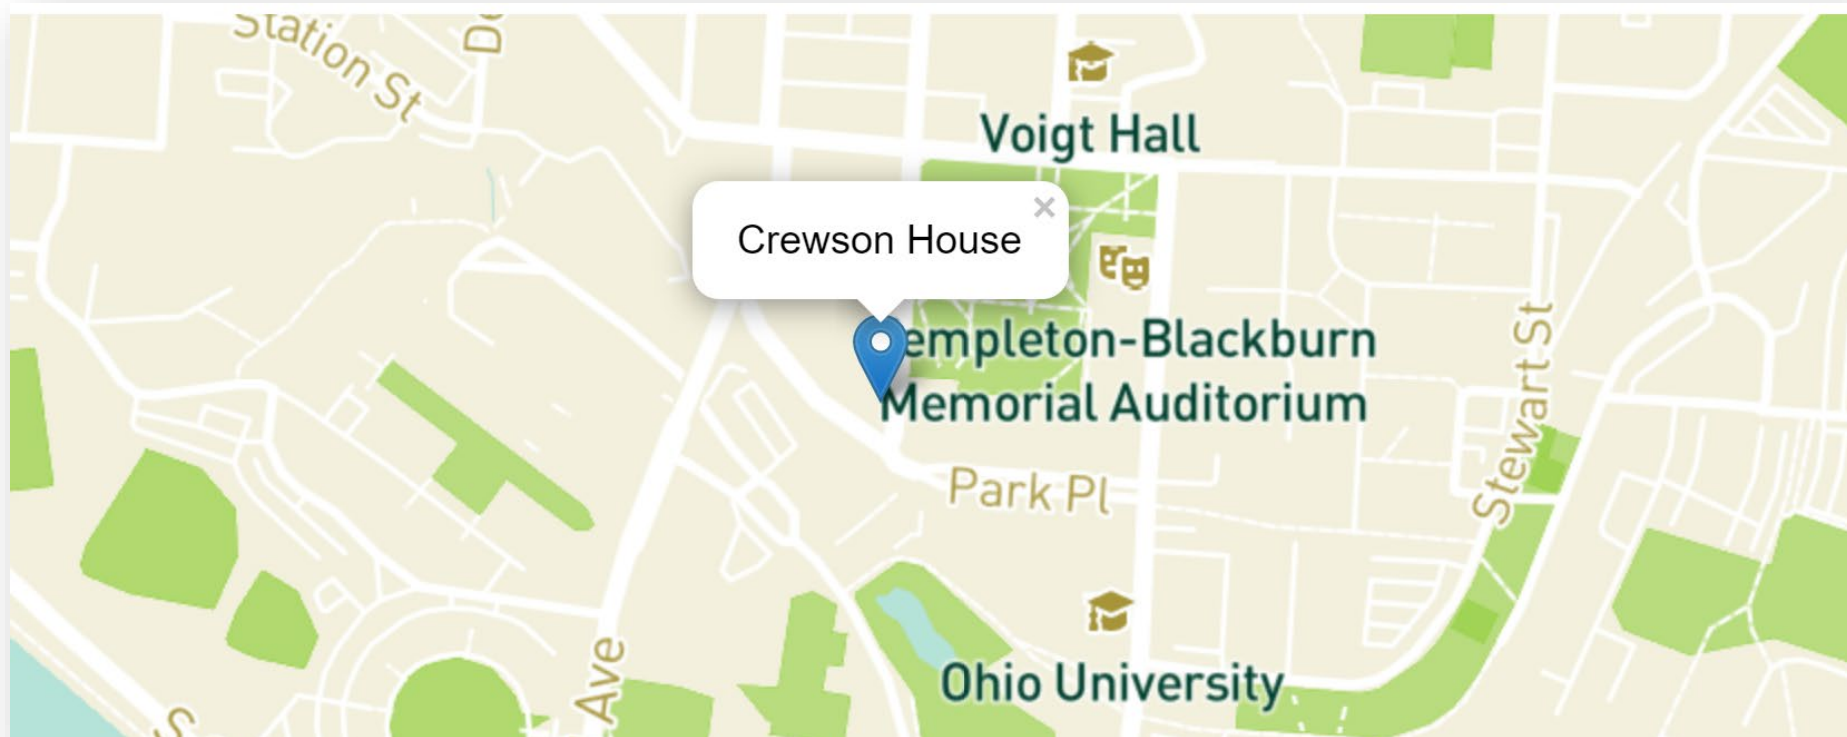 Station St
Voigt Hall
Crewson House
×
empleton-Blackburn
Memorial Auditorium
Stewart St
Park Pl
Ohio University
Ave
S